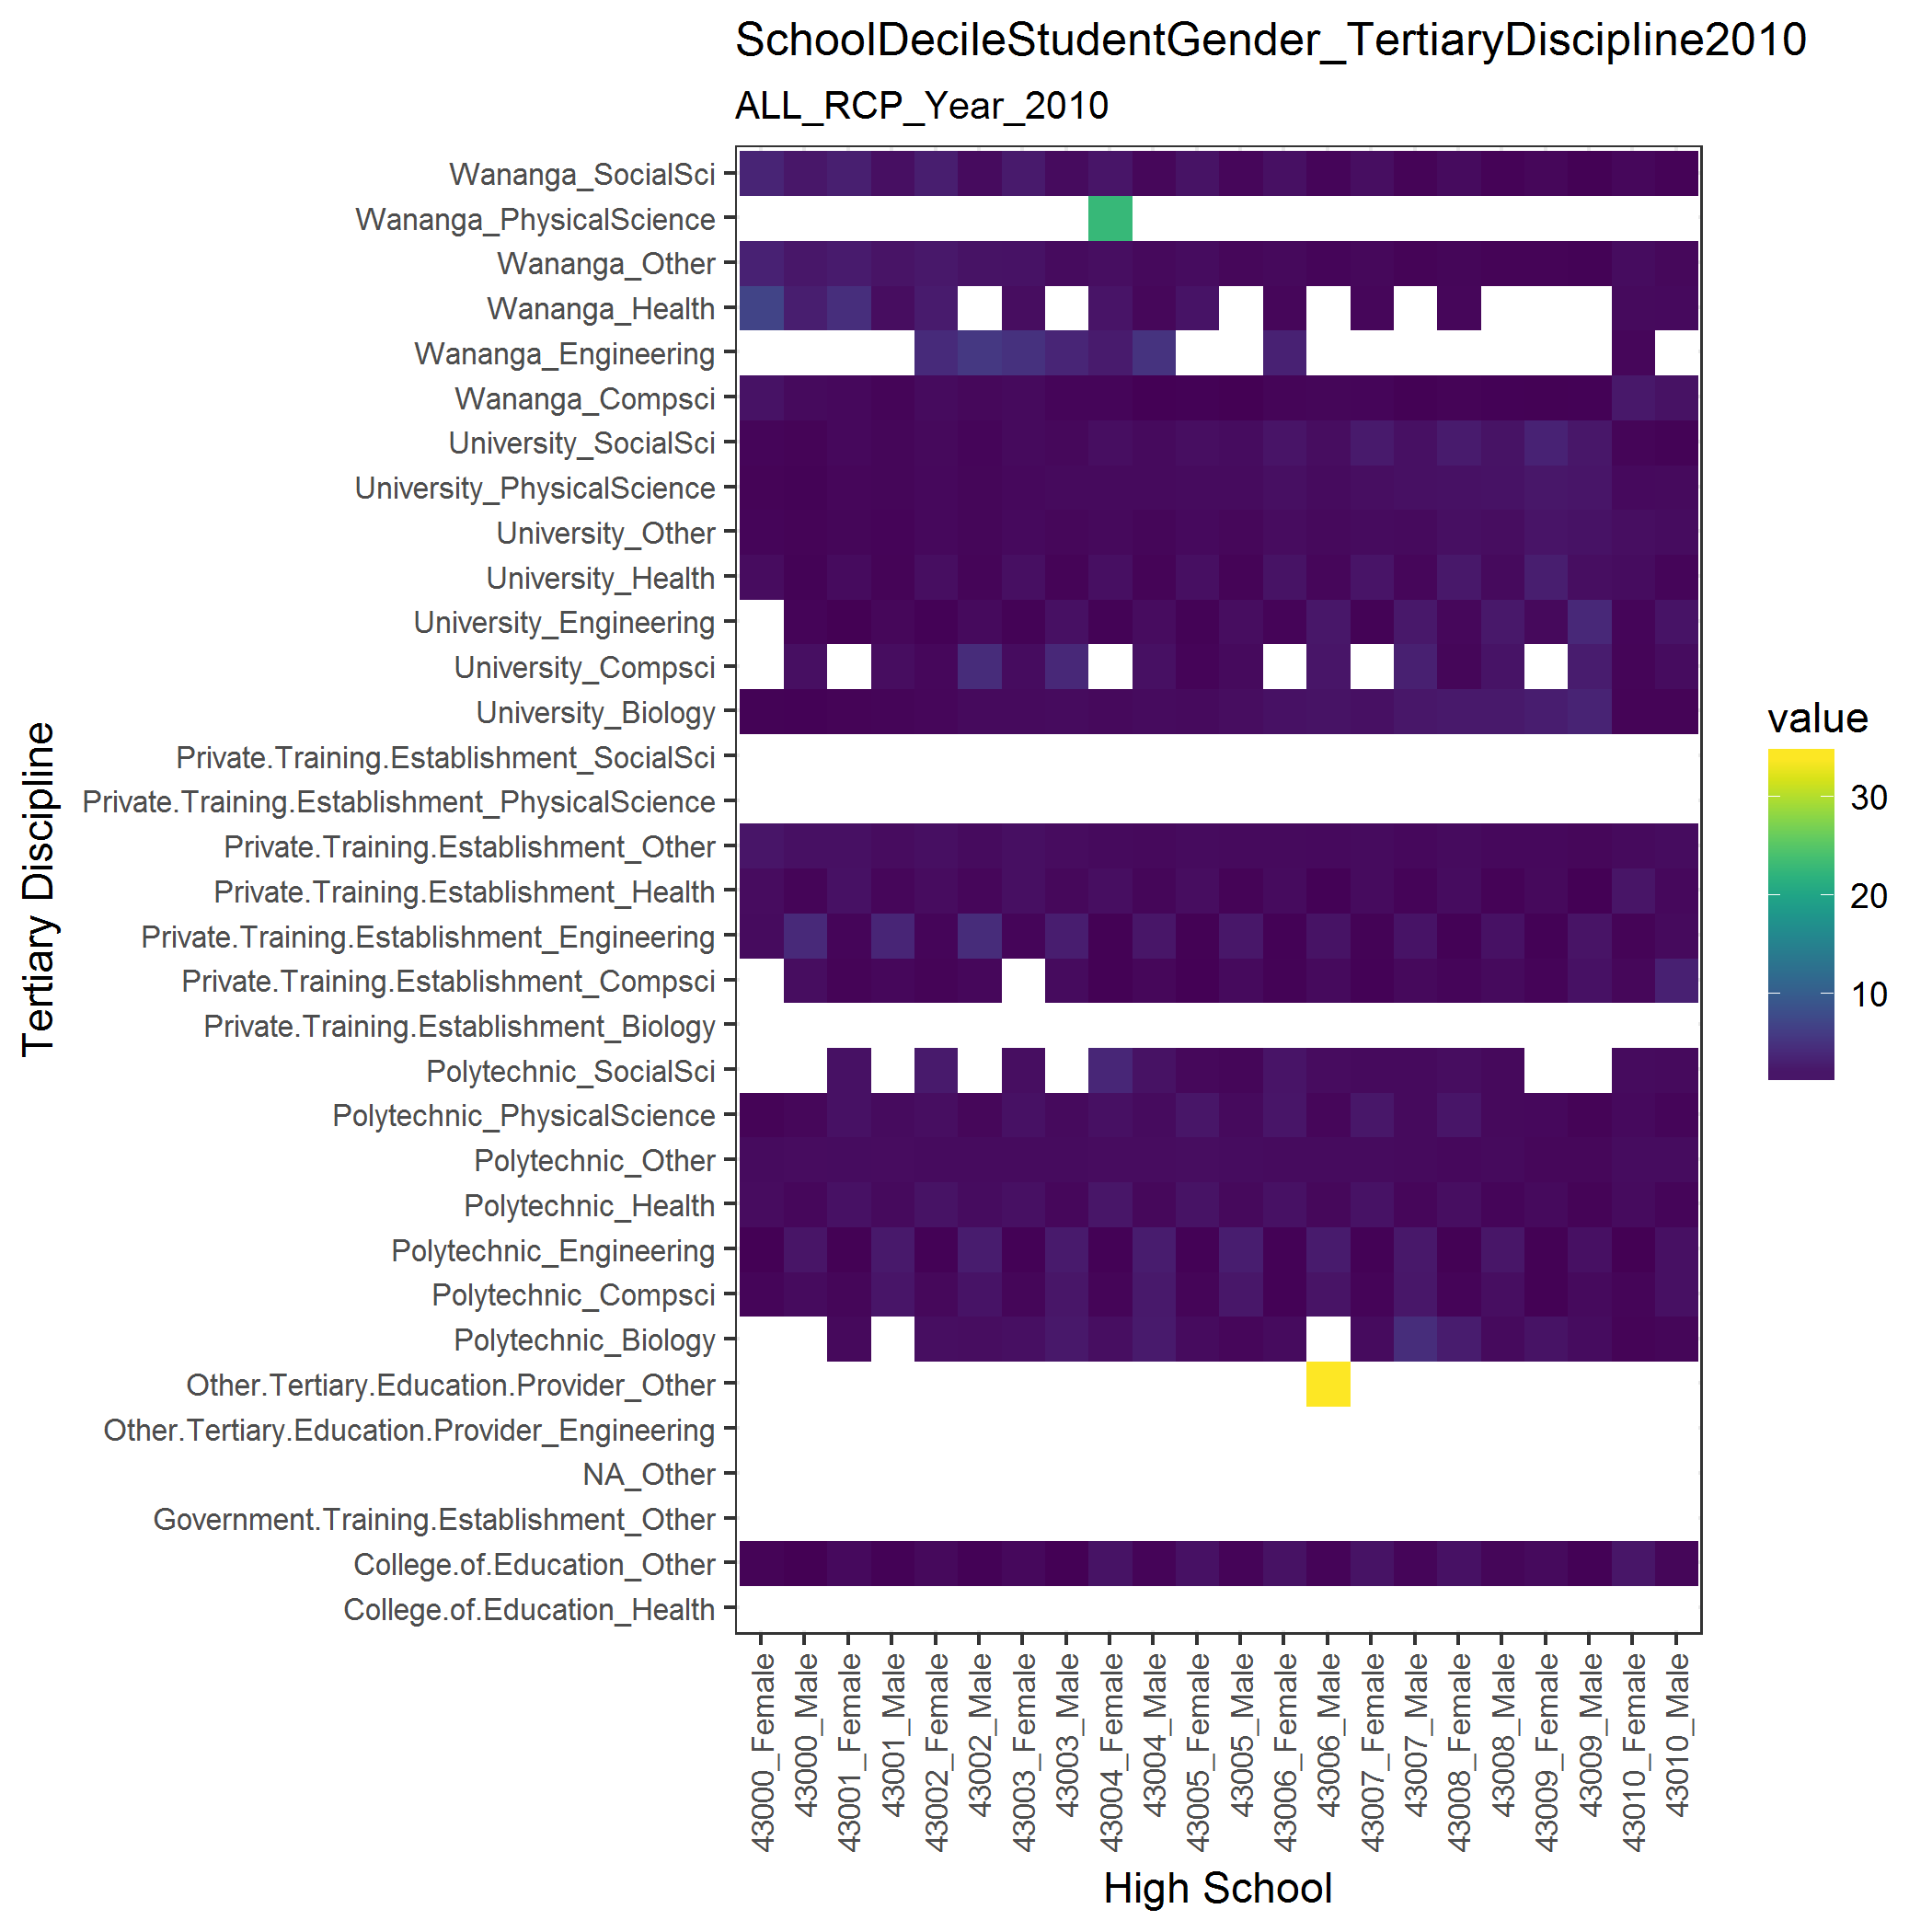 SchoolDecileStudentGender_TertiaryDiscipline2010
ALL_RCP_Year_2010
Tertiary Discipline
Wananga_SocialSci
Wananga_PhysicalScience
Wananga_Other
Wananga_Health
Wananga_Engineering
Wananga_Compsci
University_SocialSci
University_PhysicalScience
University_Other
University_Health
University_Engineering
University_Compsci
University_Biology
Private.Training.Establishment_SocialSci
Private.Training.Establishment_PhysicalScience
Private.Training.Establishment_Other
Private.Training.Establishment_Health
Private.Training.Establishment_Engineering
Private.Training.Establishment_Compsci
Private.Training.Establishment_Biology
Polytechnic_SocialSci
Polytechnic_PhysicalScience
Polytechnic_Other
Polytechnic_Health
Polytechnic_Engineering
Polytechnic_Compsci
Polytechnic_Biology
Other.Tertiary.Education.Provider_Other
Other.Tertiary.Education.Provider_Engineering
NA_Other
Government.Training.Establishment_Other
College.of.Education_Other
College.of.Education_Health
43000_Female
43000_Male
43001_Female
43001_Male
43002_Female
43002_Male
43003_Female
43003_Male
43004_Female
43004_Male
43005_Female
43005_Male
43006_Female
43006_Male
43007_Female
43007_Male
43008_Female
43008_Male
43009_Female
43009_Male
43010_Female
43010_Male
High School
value
30
20
10